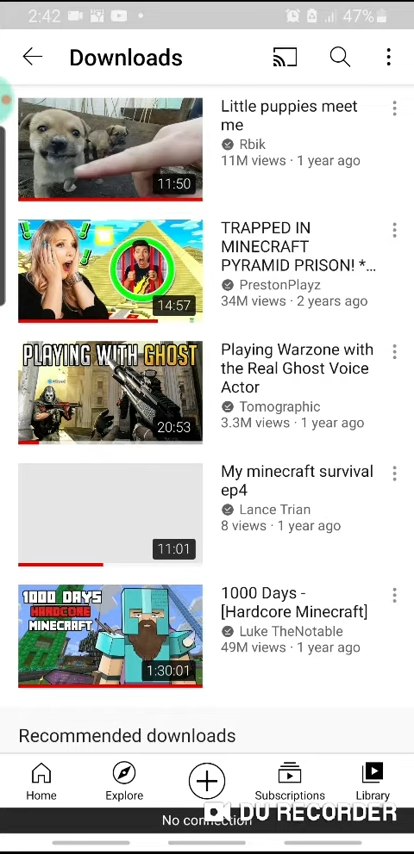 2:42
47%
Downloads
Little puppies meet
me
Rbik
11M views · 1 year ago
11:50
TRAPPED IN
MINECRAFT
PYRAMID PRISON! *...
PrestonPlayz
34M views · 2 years ago
14:57
PLAYING WITH GHOST
Playing Warzone with
the Real Ghost Voice
Actor
Tomographic
3.3M views · 1 year ago
20:53
My minecraft survival
ep4
Lance Trian
8 views · 1 year ago
11:01
1000 DAYS
HARDCORE
MINECRAFT
1000 Days -
[Hardcore Minecraft]
Luke TheNotable
49M views · 1 year ago
1:30:01
Recommended downloads
Home
Explore
Subscriptions
Library
No connection
DU RECORDER